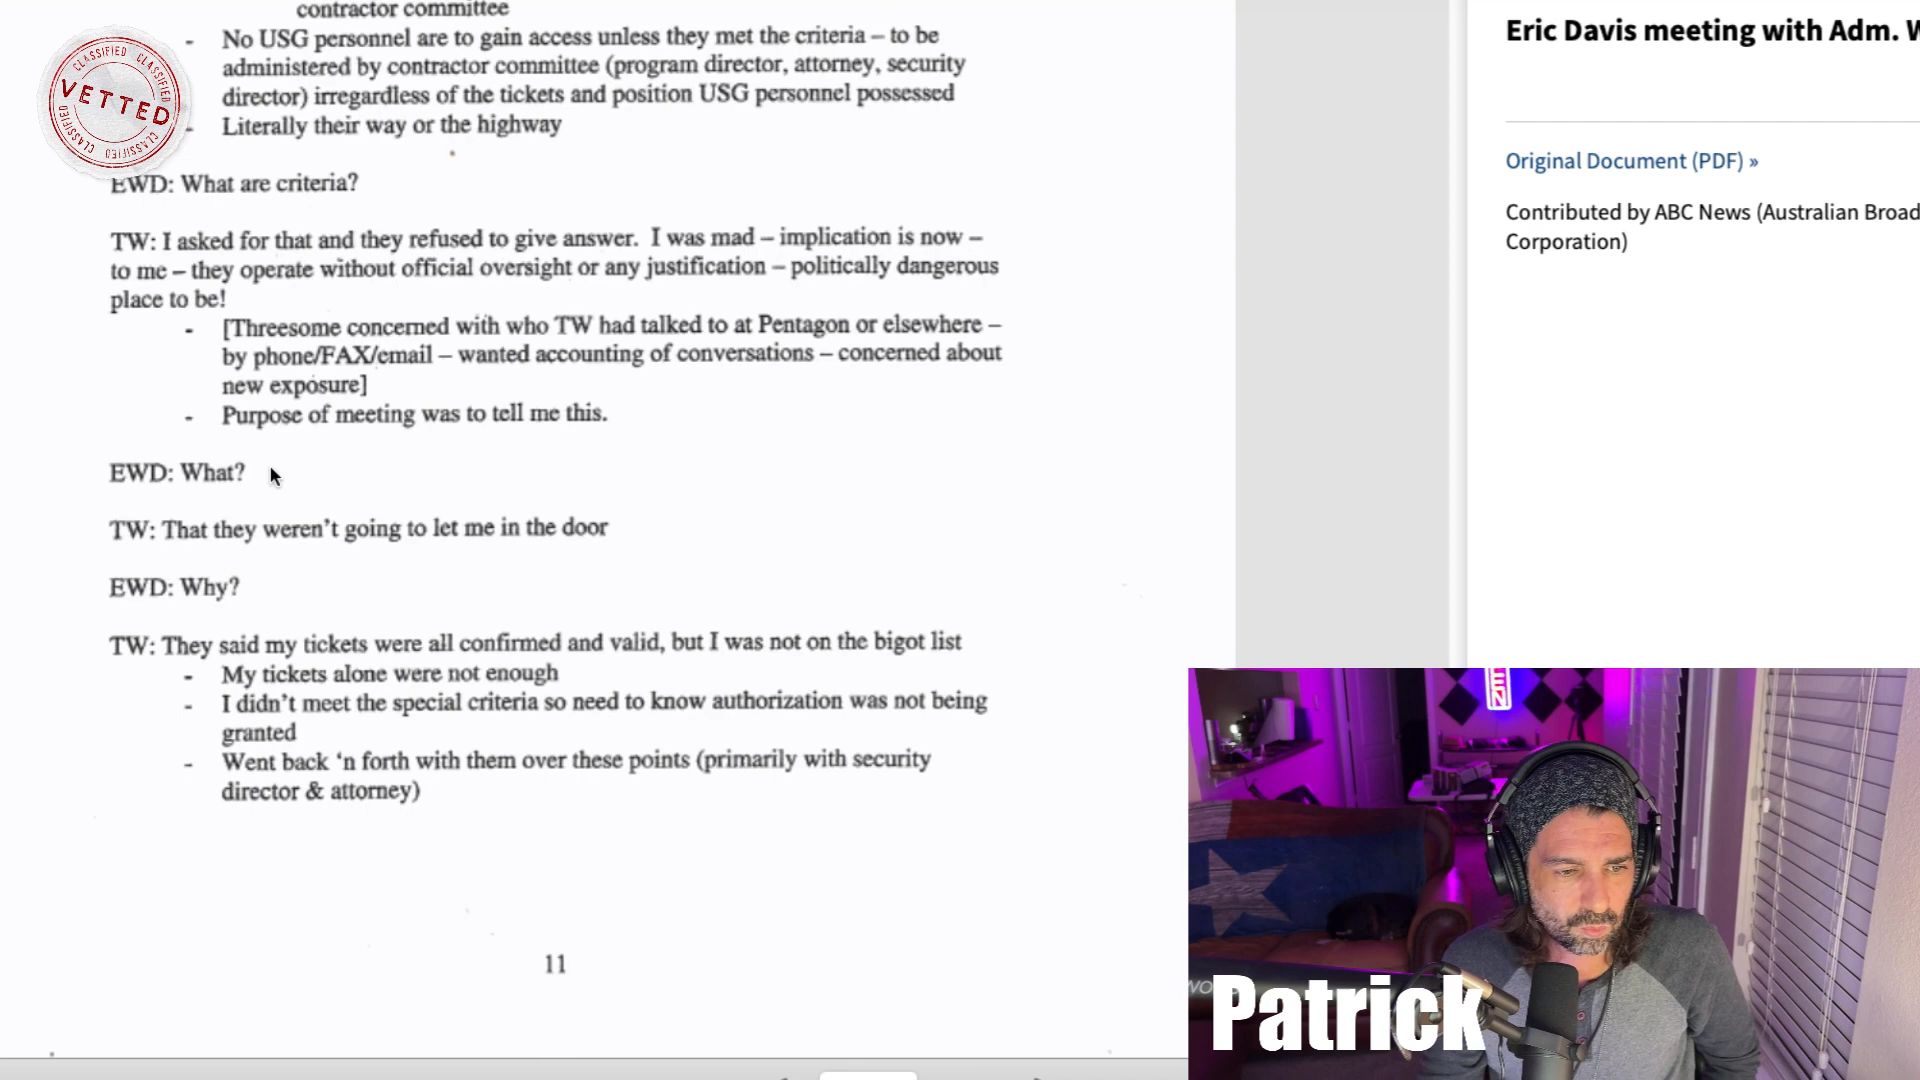 contractor committee
- No USG personnel are to gain access unless they met the criteria – to be
administered by contractor committee (program director, attorney, security
director) irregardless of the tickets and position USG personnel possessed
- Literally their way or the highway
CLASSIFIED CLASSIFIED
VETTED
CLASSIFIED CLASSIFIED CLASSIFIED
EWD: What are criteria?
TW: I asked for that and they refused to give answer. I was mad – implication is now –
to me – they operate without official oversight or any justification – politically dangerous
place to be!
- [Threesome concerned with who TW had talked to at Pentagon or elsewhere –
by phone/FAX/email – wanted accounting of conversations – concerned about
new exposure]
- Purpose of meeting was to tell me this.
EWD: What?
TW: That they weren't going to let me in the door
EWD: Why?
TW: They said my tickets were all confirmed and valid, but I was not on the bigot list
- My tickets alone were not enough
- I didn't meet the special criteria so need to know authorization was not being
granted
- Went back 'n forth with them over these points (primarily with security
director & attorney)
11
Eric Davis meeting with Adm. W
Original Document (PDF) »
Contributed by ABC News (Australian Broad
Corporation)
Patrick